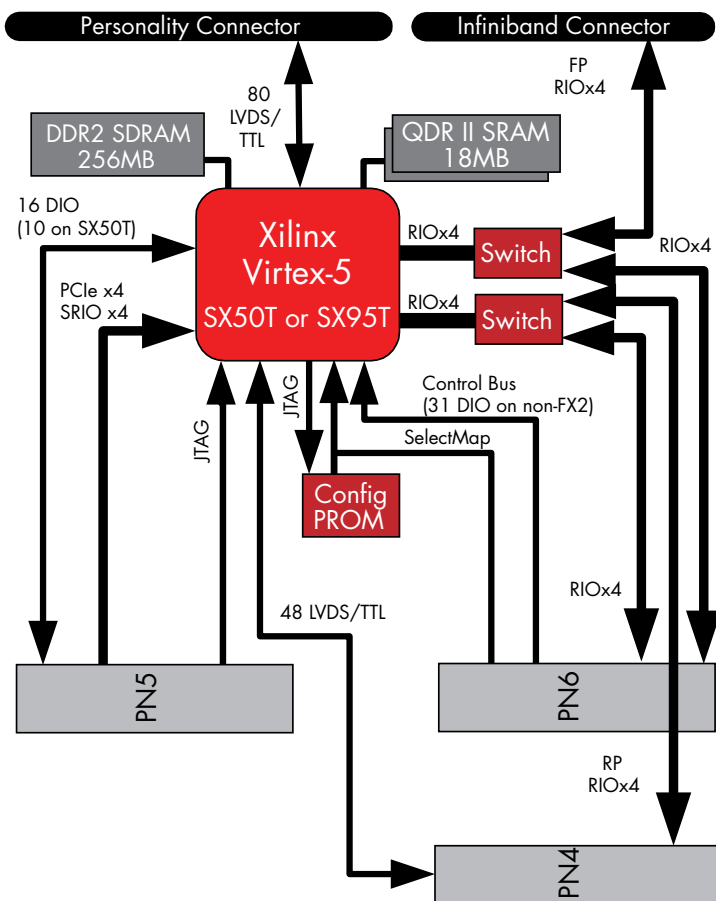 Personality Connector
Infiniband Connector
FP
RIOx4
80
LVDS/
TTL
DDR2 SDRAM
256MB
QDR II SRAM
18MB
16 DIO
(10 on SX50T)
Xilinx
Virtex-5
SX50T or SX95T
RIOx4
Switch
RIOx4
PCIe x4
SRIO x4
RIOx4
Switch
JTAG
JTAG
Control Bus
(31 DIO on non-FX2)
SelectMap
Config
PROM
RIOx4
48 LVDS/TTL
PN5
PN6
RP
RIOx4
PN4